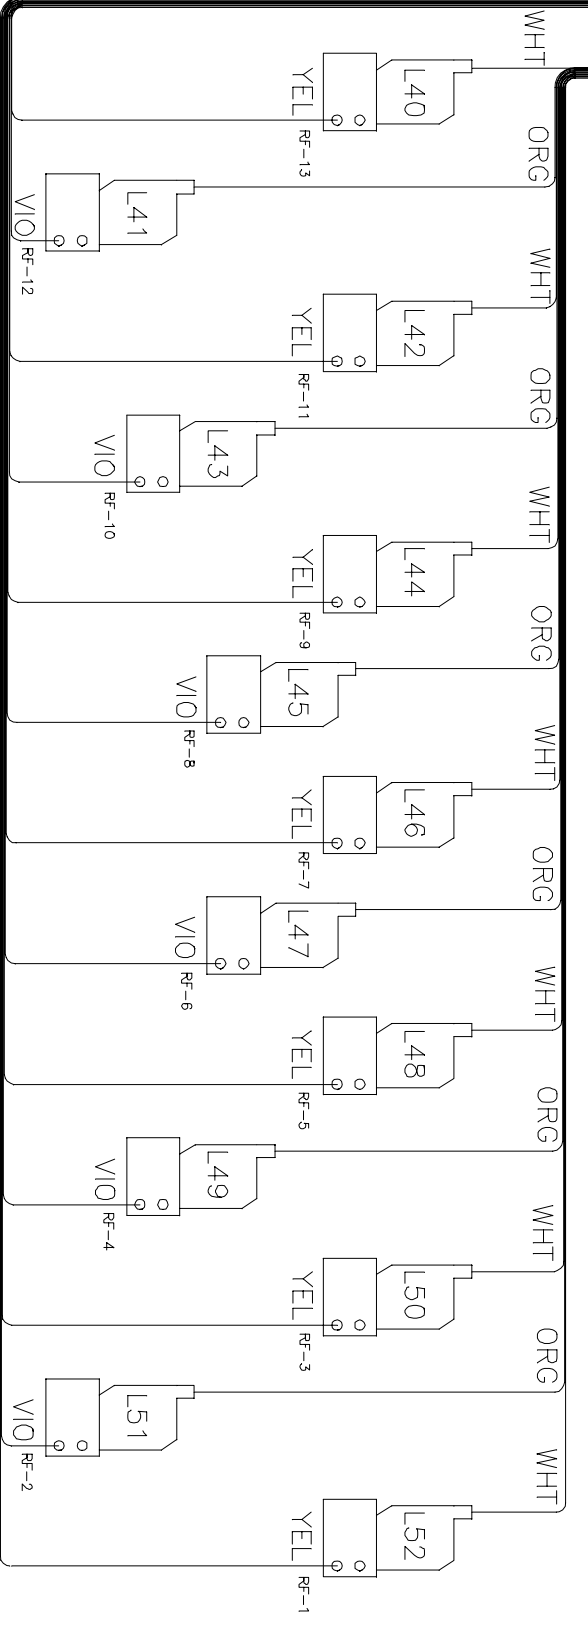 WHT
L40
YEL
RF-13
ORG
L41
VIO
RF-12
WHT
L42
YEL
RF-11
ORG
L43
VIO
RF-10
WHT
L44
YEL
RF-9
ORG
L45
VIO
RF-8
WHT
L46
YEL
RF-7
ORG
L47
VIO
RF-6
WHT
L48
YEL
RF-5
ORG
L49
VIO
RF-4
WHT
L50
YEL
RF-3
ORG
L51
VIO
RF-2
WHT
L52
YEL
RF-1